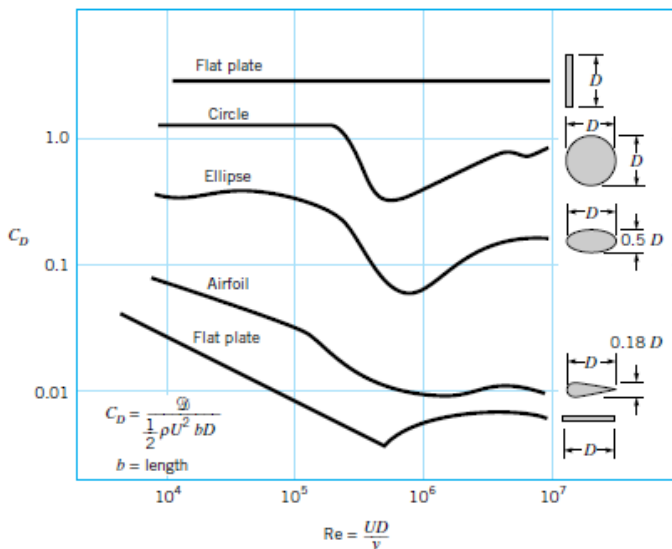 Flat plate
D
Circle
D
D
1.0
Ellipse
D
0.5 D
C_D
0.1
Airfoil
0.18 D
Flat plate
D
0.01
C_D = 𝒟 / (1/2 ρU² bD)
b = length
D
10⁴ 10⁵ 10⁶ 10⁷
Re = UD/ν